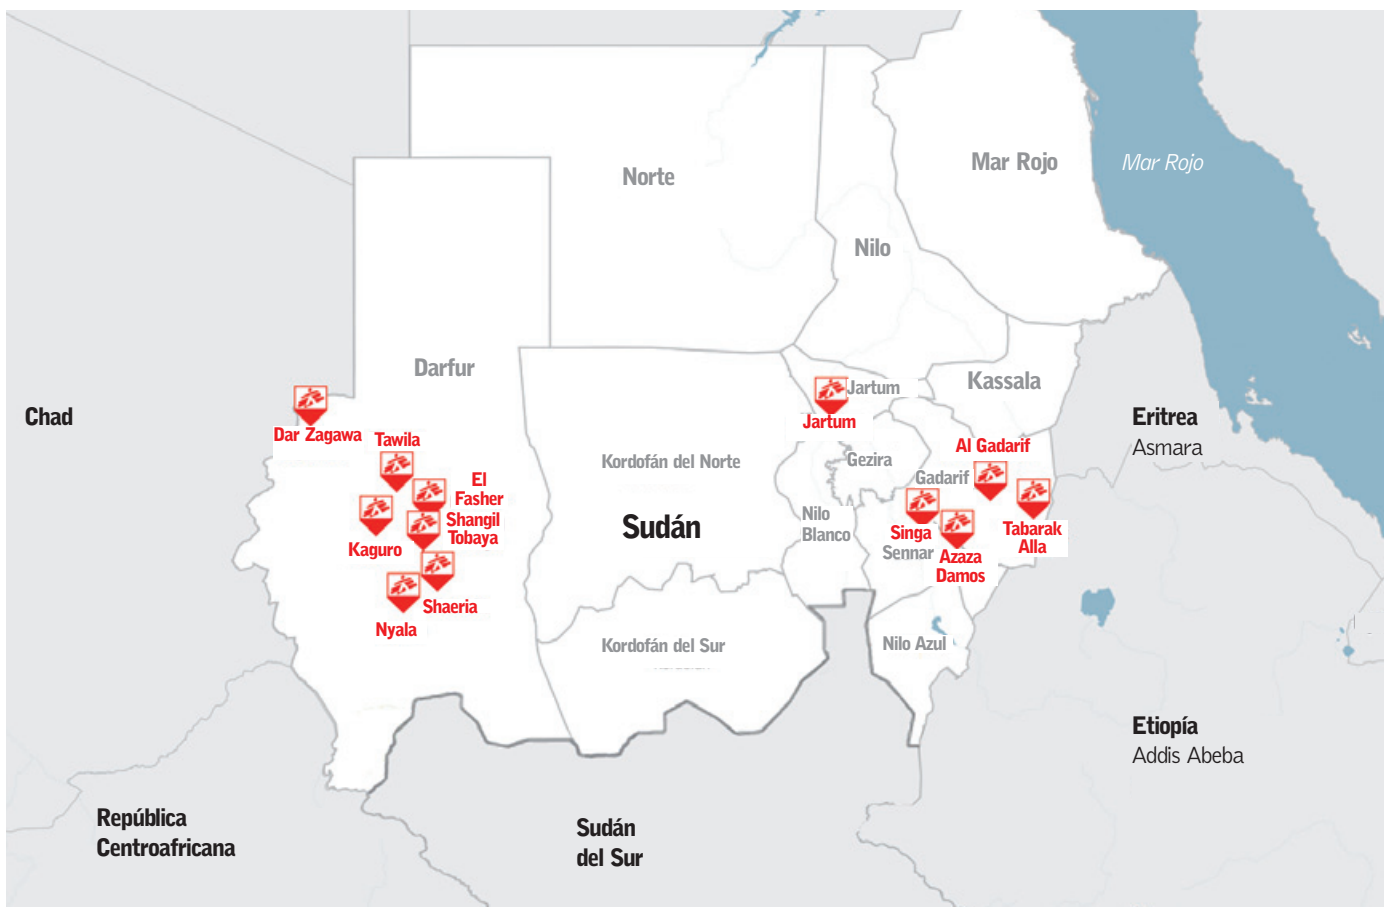 Norte
Mar Rojo
Mar Rojo
Nilo
Darfur
Kassala
Jartum
Jartum
Chad
Dar Zagawa
Tawila
Eritrea
Asmara
Al Gadarif
Kordofán del Norte
Gezira
Gadarif
El
Fasher
Shangil
Tobaya
Kaguro
Sudán
Nilo
Blanco
Singa
Sennar
Azaza
Damos
Tabarak
Alla
Shaeria
Nyala
Kordofán del Sur
Nilo Azul
Etiopía
Addis Abeba
República
Centroafricana
Sudán
del Sur